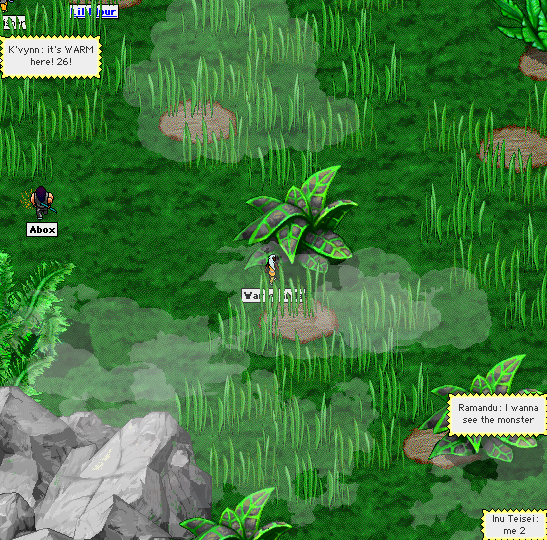 K'vynn: it's WARM
here! 26!
Abox
Ramandu: I wanna
see the monster
Inu Teisei:
me 2